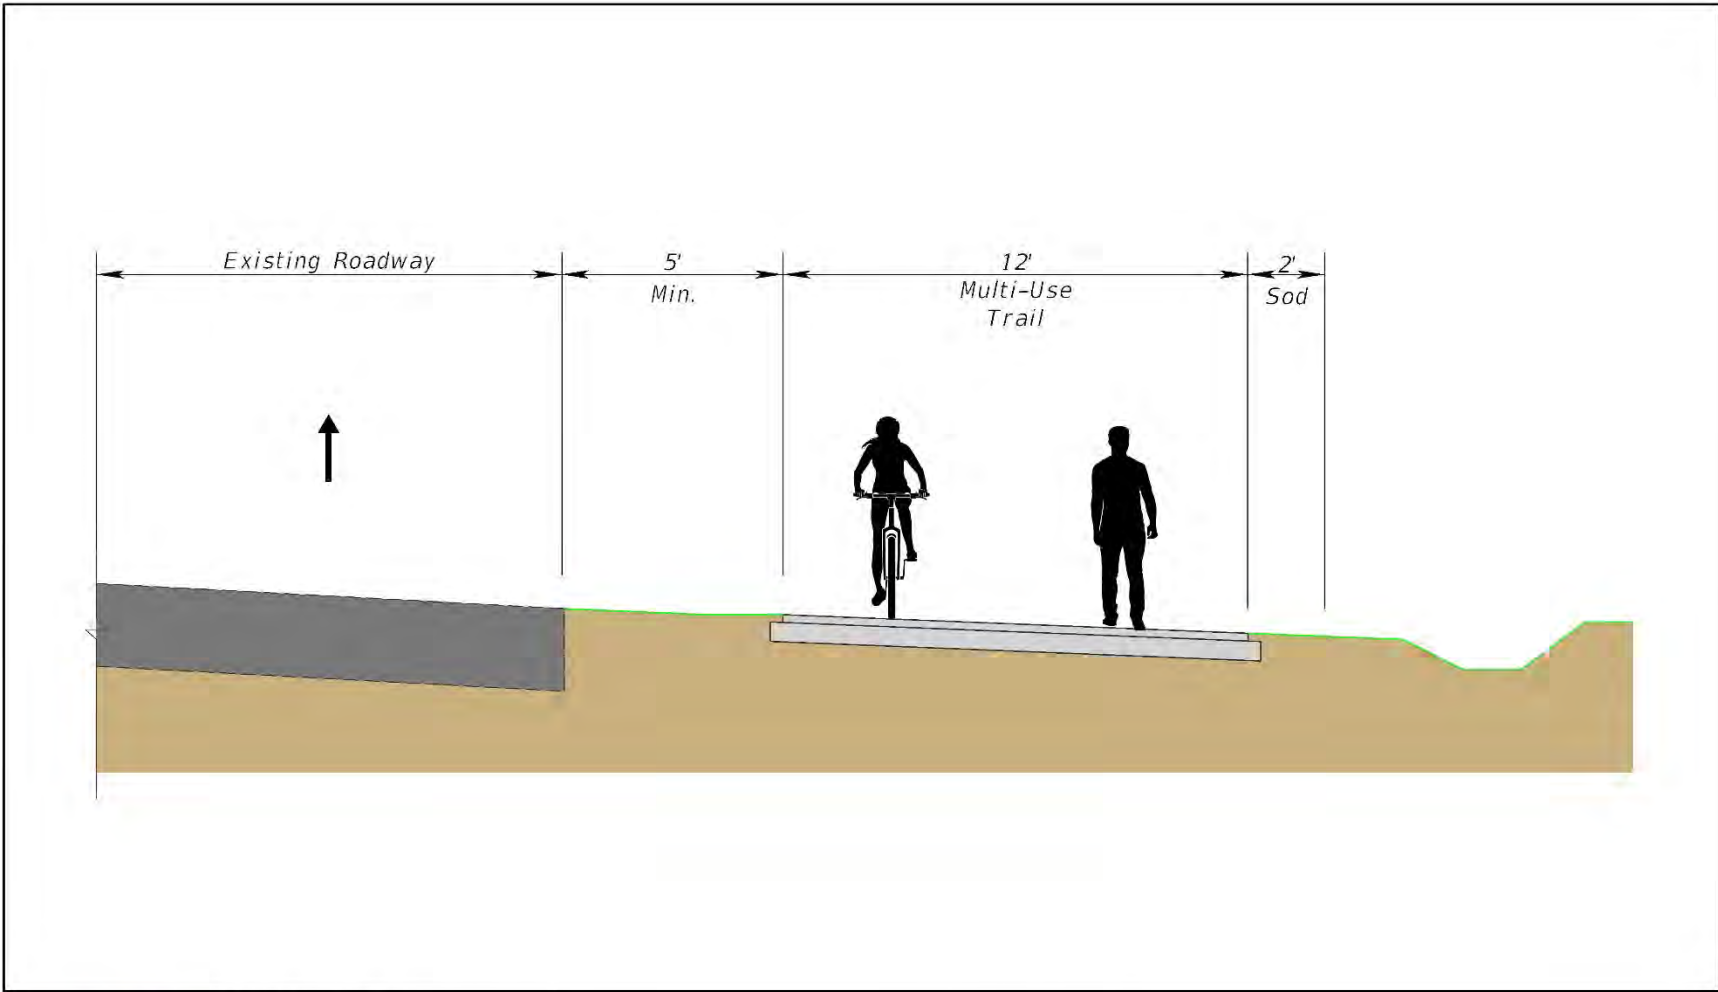 Existing Roadway
5'
Min.
12'
Multi-Use
Trail
2'
Sod